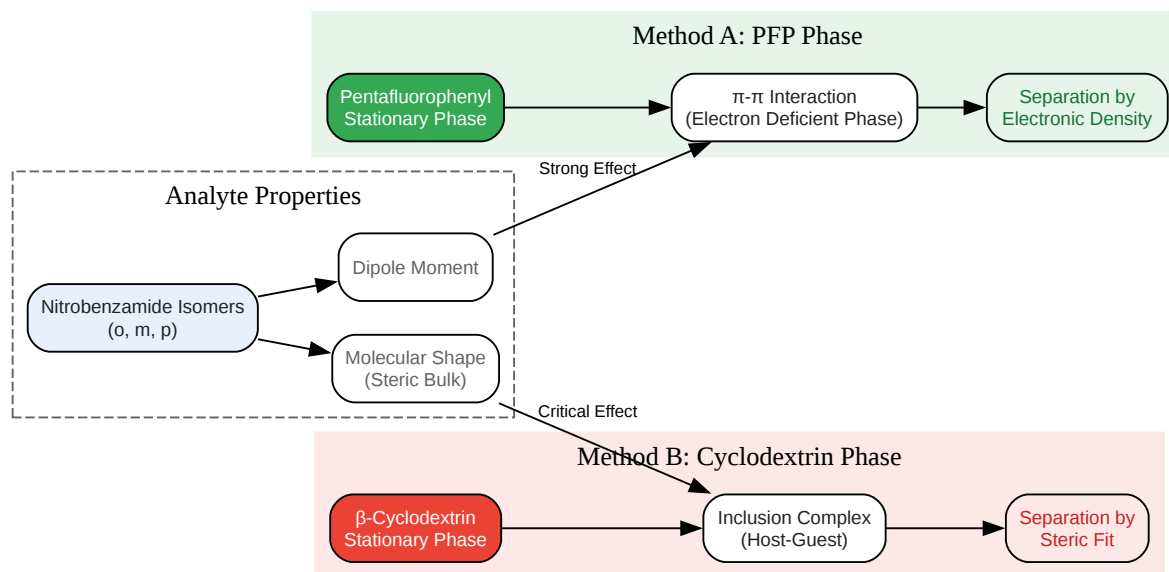 Method A: PFP Phase
Pentafluorophenyl
Stationary Phase
π-π Interaction
(Electron Deficient Phase)
Separation by
Electronic Density
Strong Effect
Analyte Properties
Dipole Moment
Nitrobenzamide Isomers
(o, m, p)
Molecular Shape
(Steric Bulk)
Critical Effect
Method B: Cyclodextrin Phase
β-Cyclodextrin
Stationary Phase
Inclusion Complex
(Host-Guest)
Separation by
Steric Fit